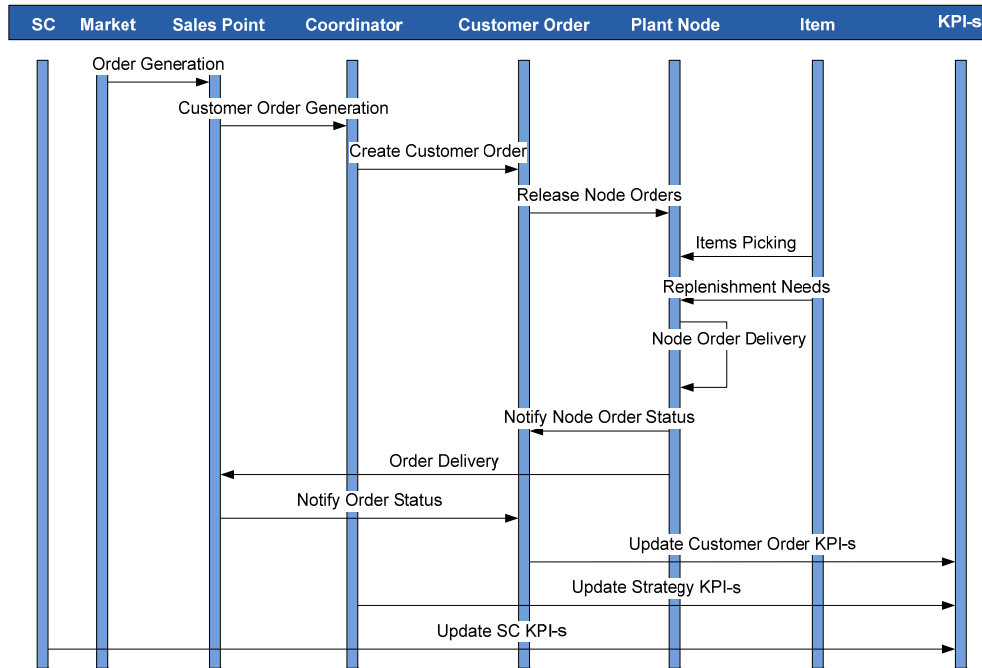 SC Market Sales Point Coordinator Customer Order Plant Node Item KPI-s
Order Generation
Customer Order Generation
Create Customer Order
Release Node Orders
Items Picking
Replenishment Needs
Node Order Delivery
Notify Node Order Status
Order Delivery
Notify Order Status
Update Customer Order KPI-s
Update Strategy KPI-s
Update SC KPI-s